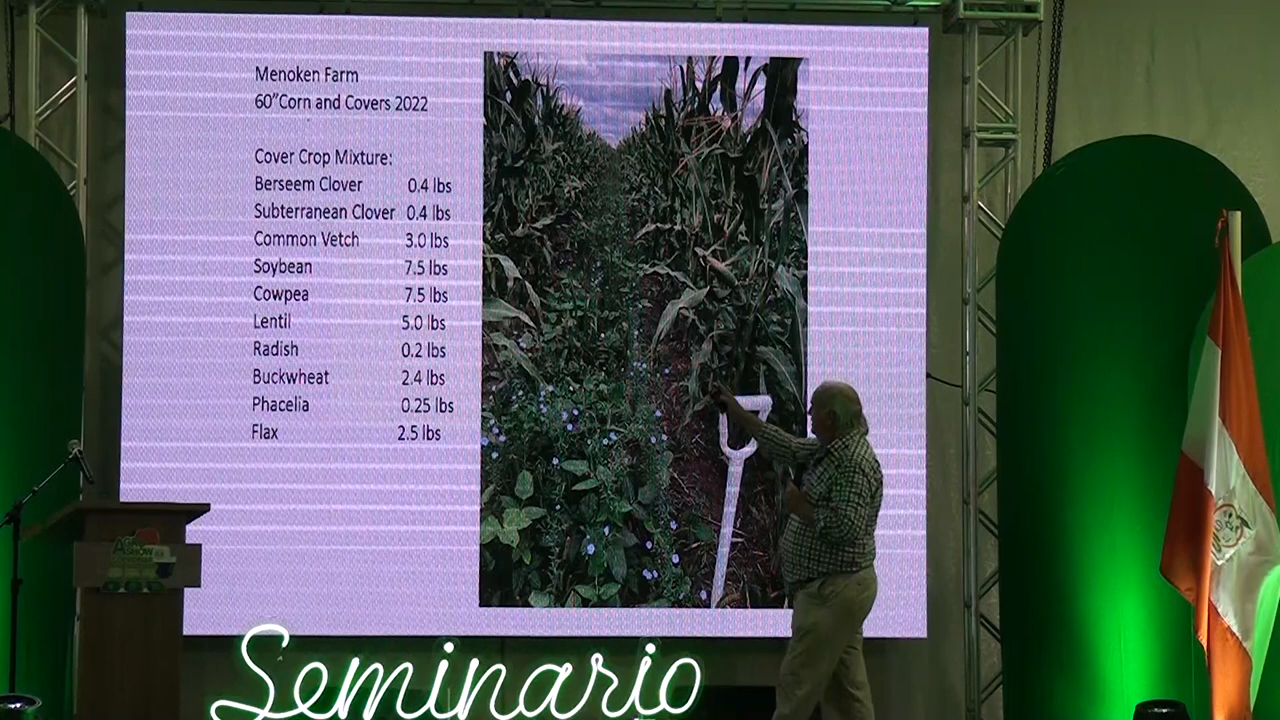 Menoken Farm
60”Corn and Covers 2022
Cover Crop Mixture:
Berseem Clover 0.4 lbs
Subterranean Clover 0.4 lbs
Common Vetch 3.0 lbs
Soybean 7.5 lbs
Cowpea 7.5 lbs
Lentil 5.0 lbs
Radish 0.2 lbs
Buckwheat 2.4 lbs
Phacelia 0.25 lbs
Flax 2.5 lbs
Seminario